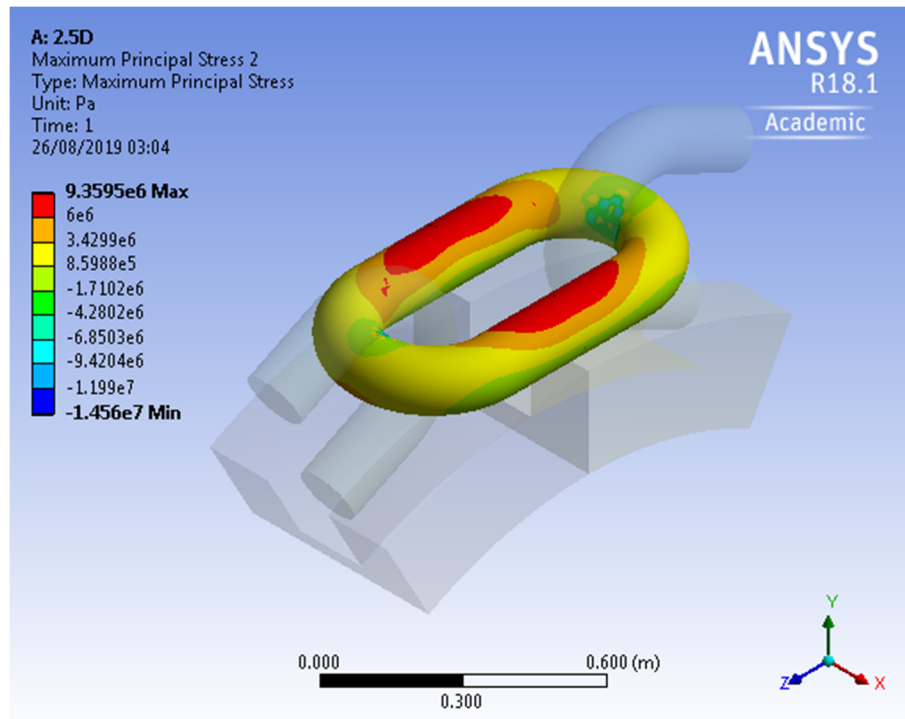 A: 2.5D
Maximum Principal Stress 2
Type: Maximum Principal Stress
Unit: Pa
Time: 1
26/08/2019 03:04
ANSYS
R18.1
Academic
9.3595e6 Max
6e6
3.4299e6
8.5988e5
-1.7102e6
-4.2802e6
-6.8503e6
-9.4204e6
-1.199e7
-1.456e7 Min
0.000
0.600 (m)
0.300
Y
Z
X